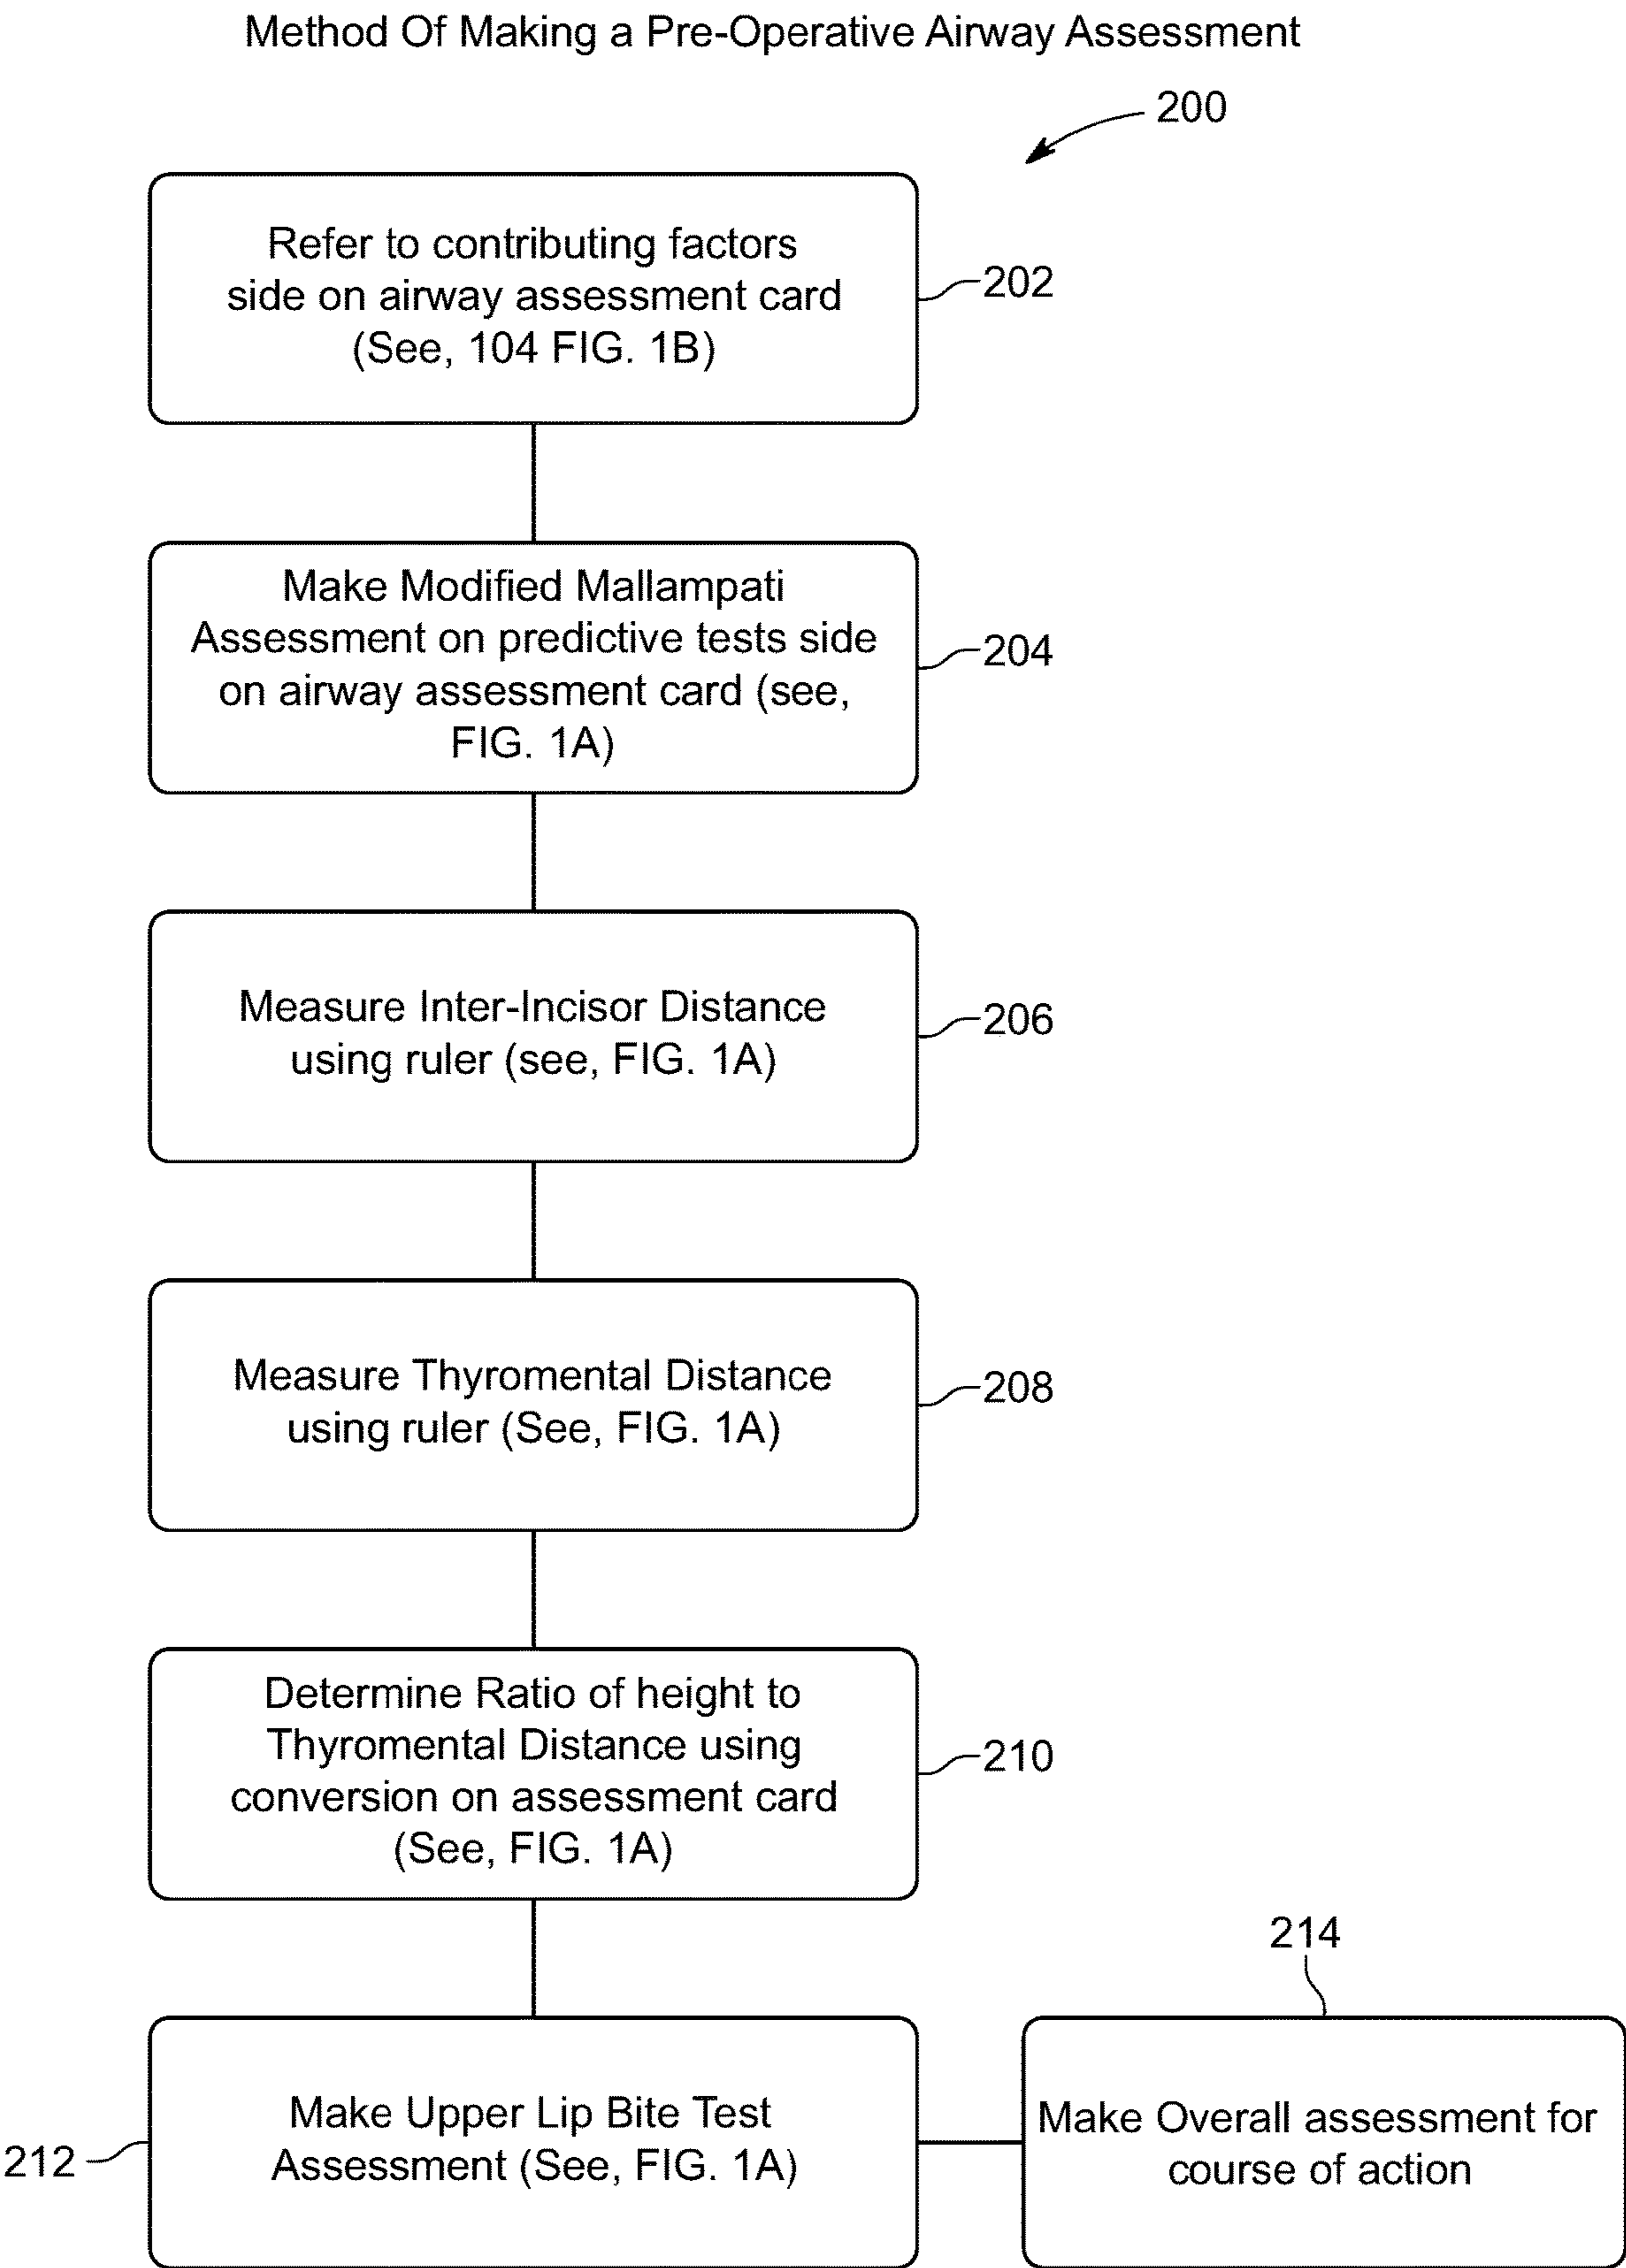 Method Of Making a Pre-Operative Airway Assessment
200
Refer to contributing factors
side on airway assessment card
(See, 104 FIG. 1B)
202
Make Modified Mallampati
Assessment on predictive tests side
on airway assessment card (see,
FIG. 1A)
204
Measure Inter-Incisor Distance
using ruler (see, FIG. 1A)
206
Measure Thyromental Distance
using ruler (See, FIG. 1A)
208
Determine Ratio of height to
Thyromental Distance using
conversion on assessment card
(See, FIG. 1A)
210
Make Upper Lip Bite Test
Assessment (See, FIG. 1A)
212
214
Make Overall assessment for
course of action